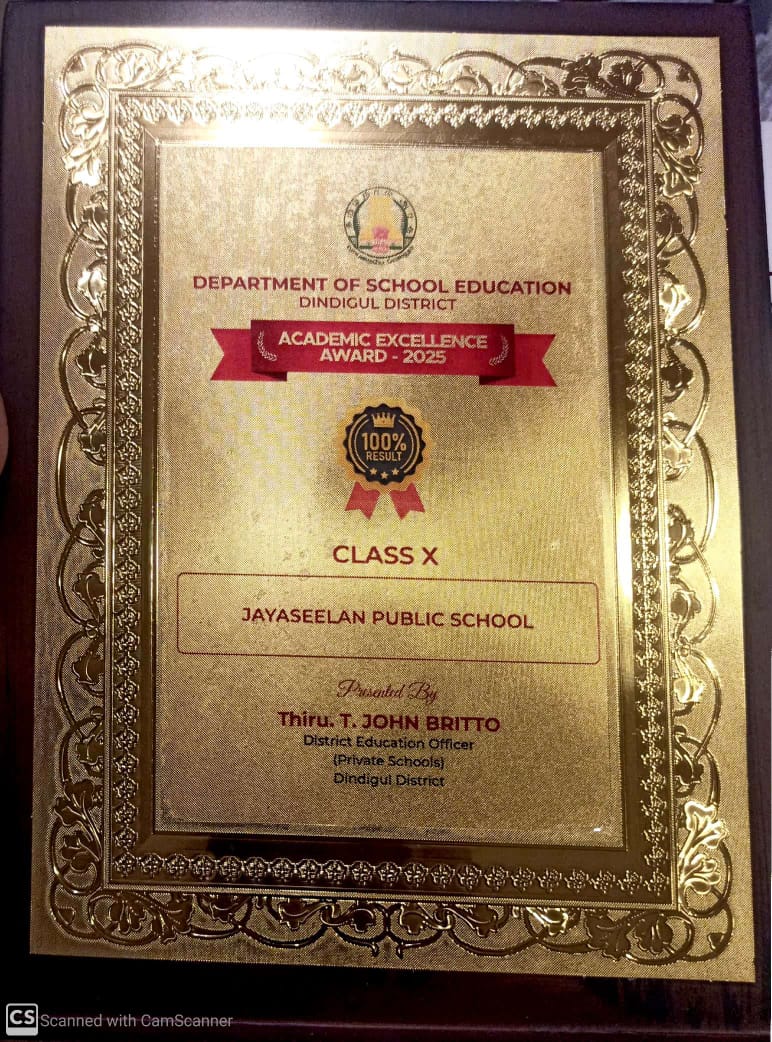 DEPARTMENT OF SCHOOL EDUCATION
DINDIGUL DISTRICT
ACADEMIC EXCELLENCE
AWARD - 2025
100%
RESULT
CLASS X
JAYASEELAN PUBLIC SCHOOL
Presented By
Thiru. T. JOHN BRITTO
District Education Officer
(Private Schools)
Dindigul District
CS Scanned with CamScanner